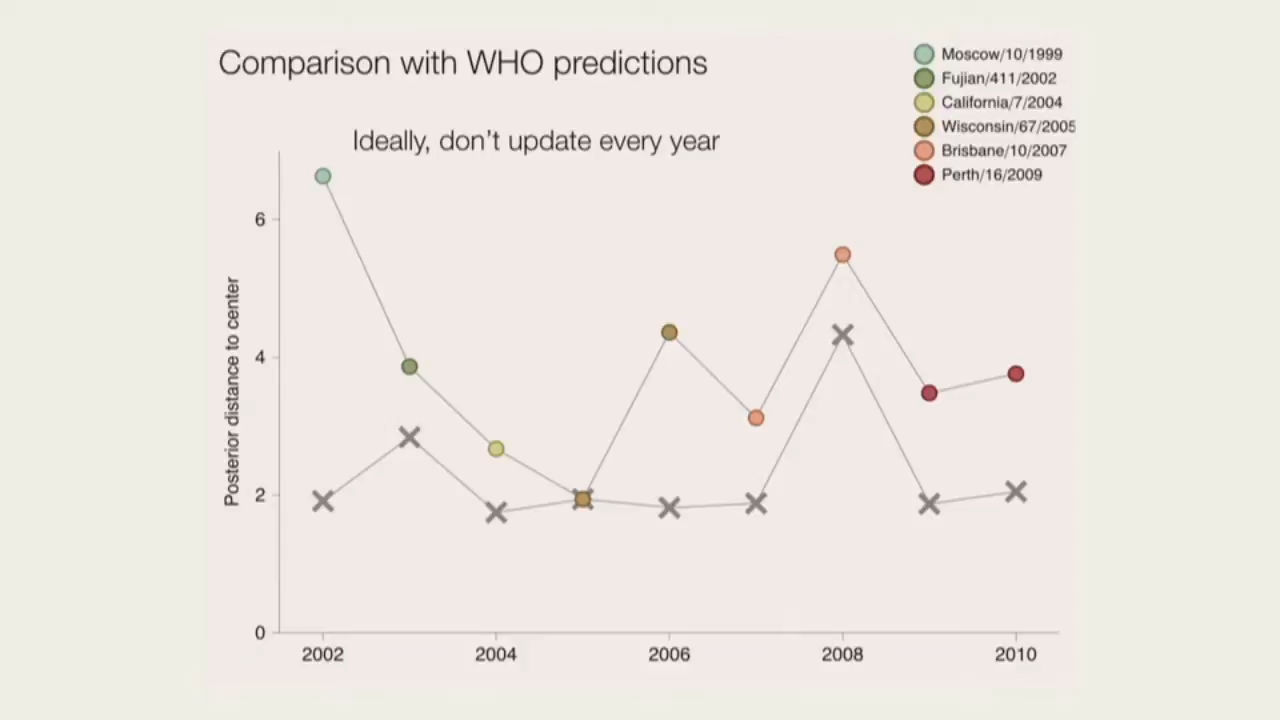 Comparison with WHO predictions
Ideally, don't update every year
Moscow/10/1999
Fujian/411/2002
California/7/2004
Wisconsin/67/2005
Brisbane/10/2007
Perth/16/2009
Posterior distance to center
6
4
2
0
2002 2004 2006 2008 2010